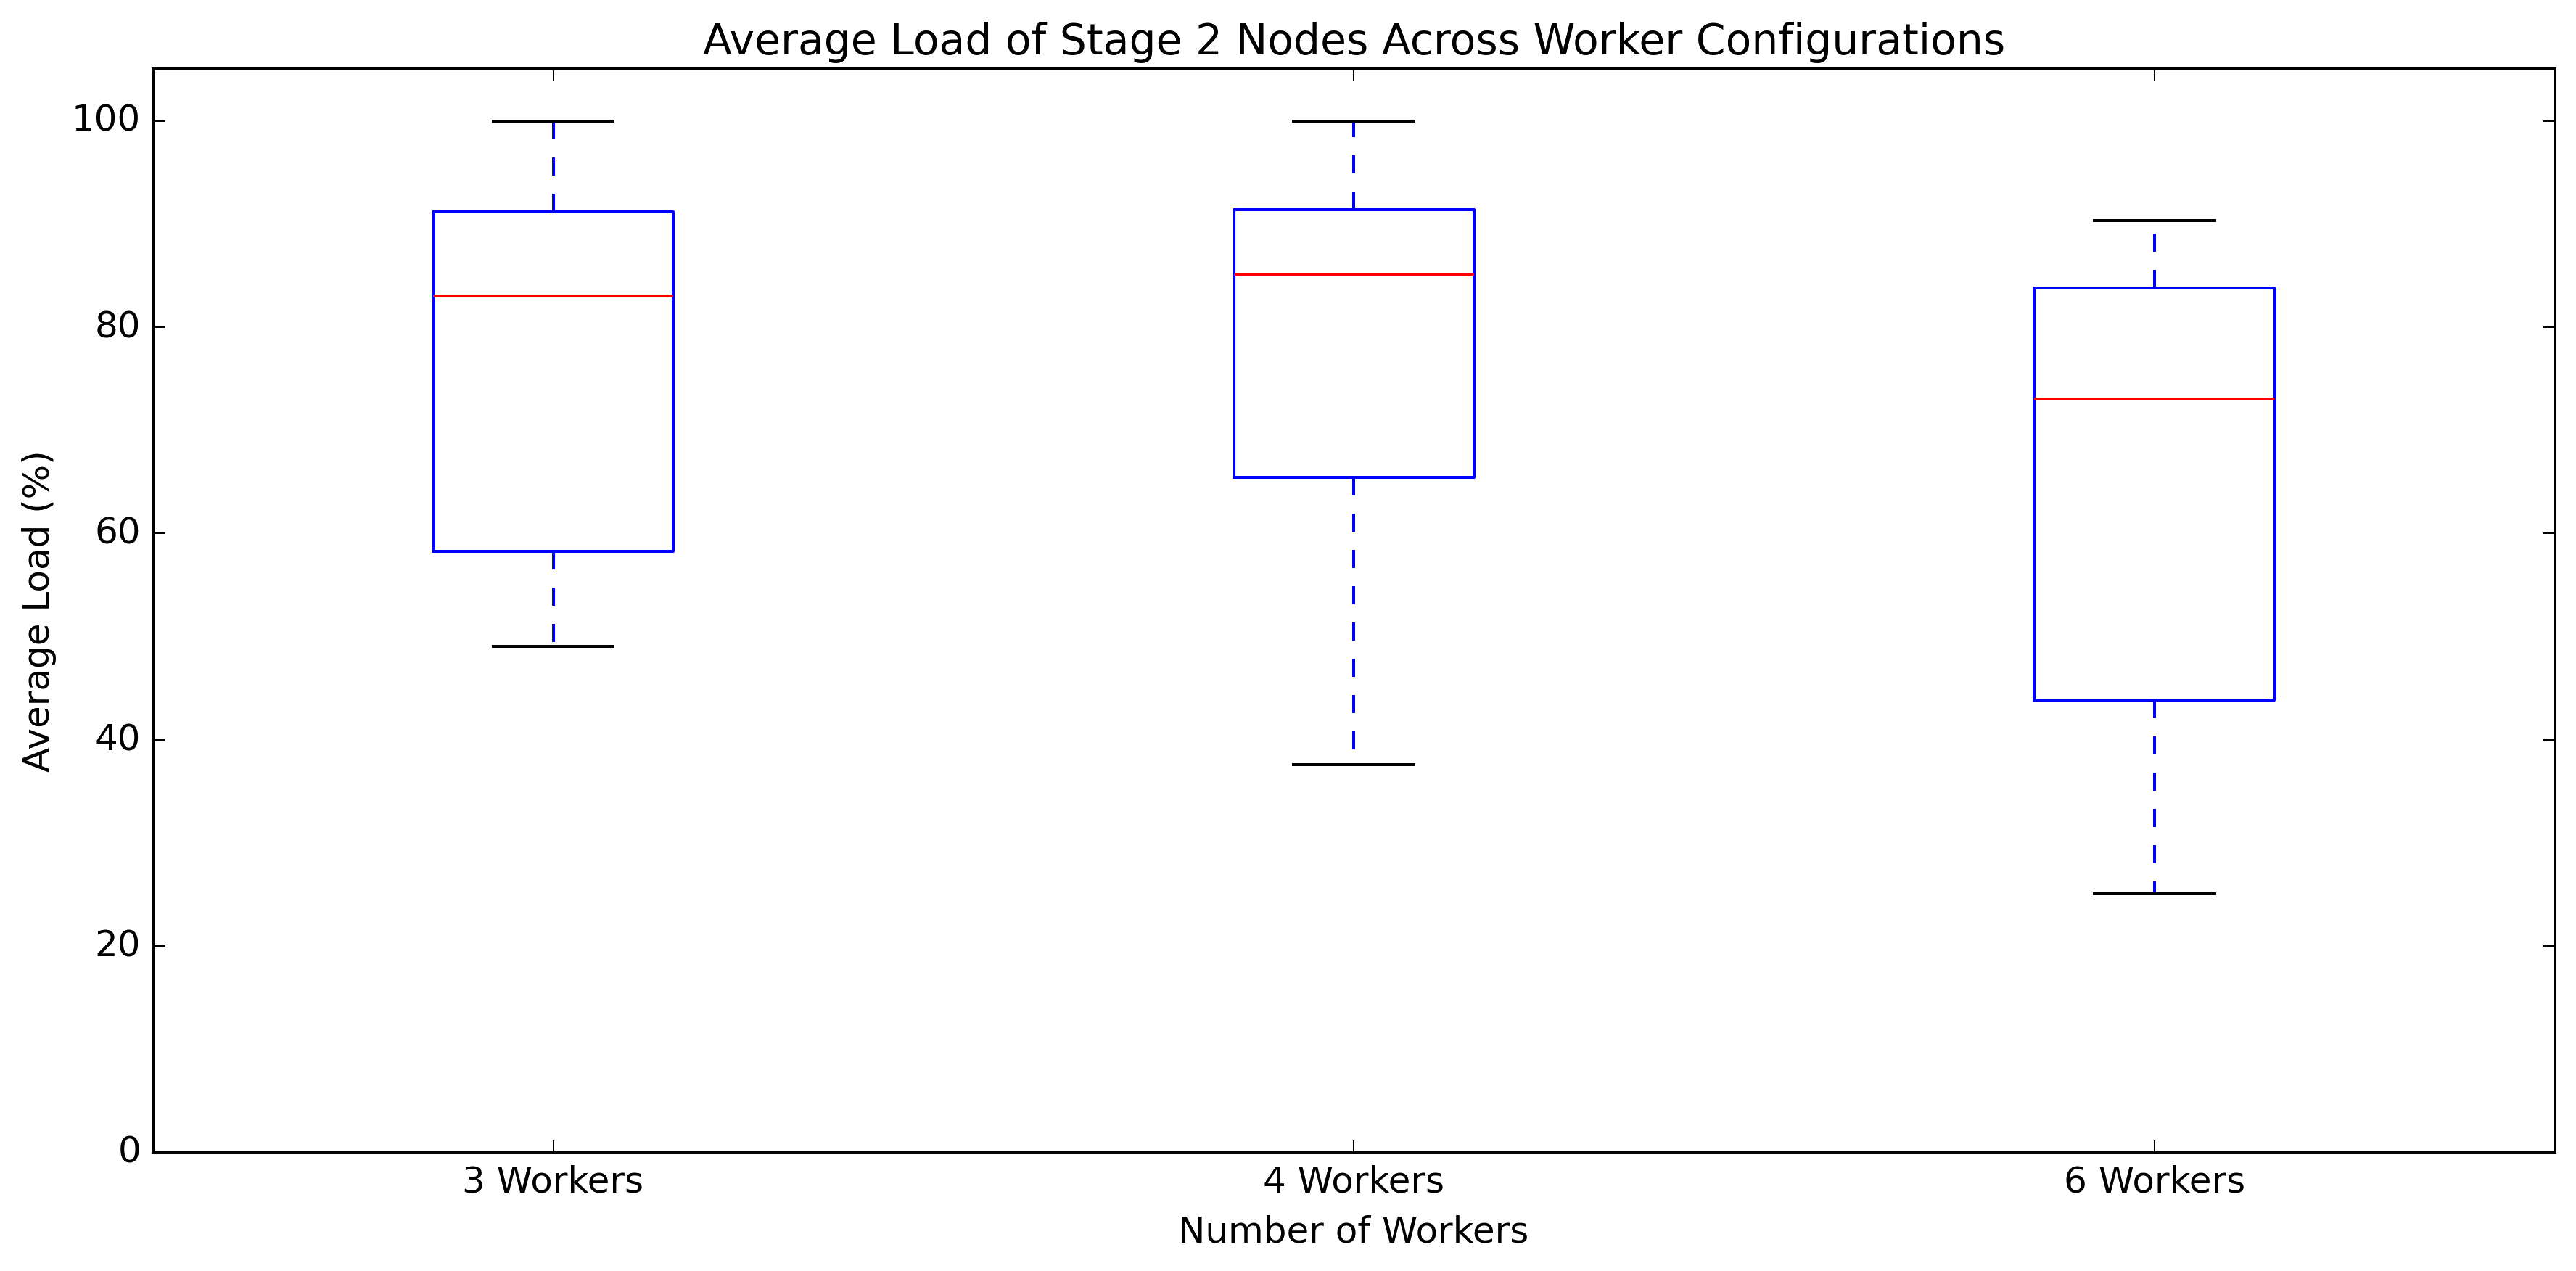 Average Load of Stage 2 Nodes Across Worker Configurations
Average Load (%)
100
80
60
40
20
0
3 Workers 4 Workers 6 Workers
Number of Workers